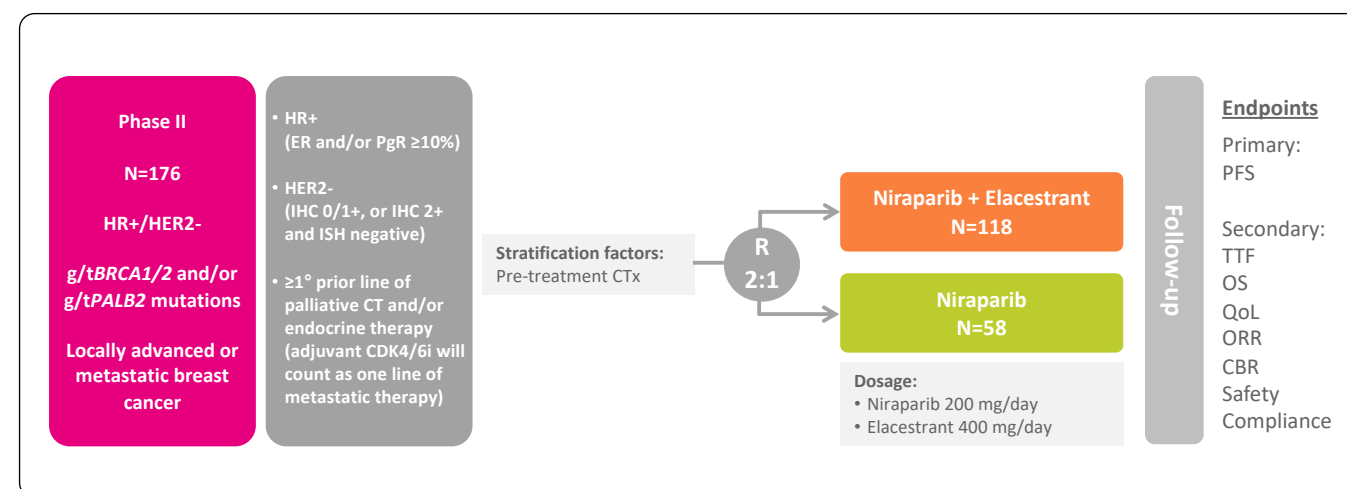 Phase II
N=176
HR+/HER2-
g/tBRCA1/2 and/or
g/tPALB2 mutations
Locally advanced or
metastatic breast
cancer
• HR+
(ER and/or PgR ≥10%)
• HER2-
(IHC 0/1+, or IHC 2+
and ISH negative)
• ≥1° prior line of
palliative CT and/or
endocrine therapy
(adjuvant CDK4/6i will
count as one line of
metastatic therapy)
Stratification factors:
Pre-treatment CTx
R
2:1
Niraparib + Elacestrant
N=118
Niraparib
N=58
Dosage:
• Niraparib 200 mg/day
• Elacestrant 400 mg/day
Follow-up
Endpoints
Primary:
PFS
Secondary:
TTF
OS
QoL
ORR
CBR
Safety
Compliance